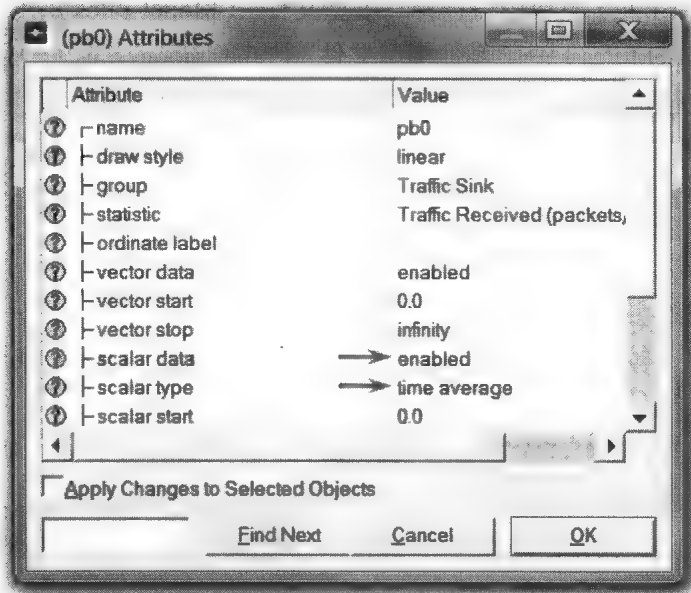 (pb0) Attributes
Attribute Value
name pb0
draw style linear
group Traffic Sink
statistic Traffic Received (packets/
ordinate label
vector data enabled
vector start 0.0
vector stop infinity
scalar data enabled
scalar type time average
scalar start 0.0
Apply Changes to Selected Objects
Find Next Cancel OK